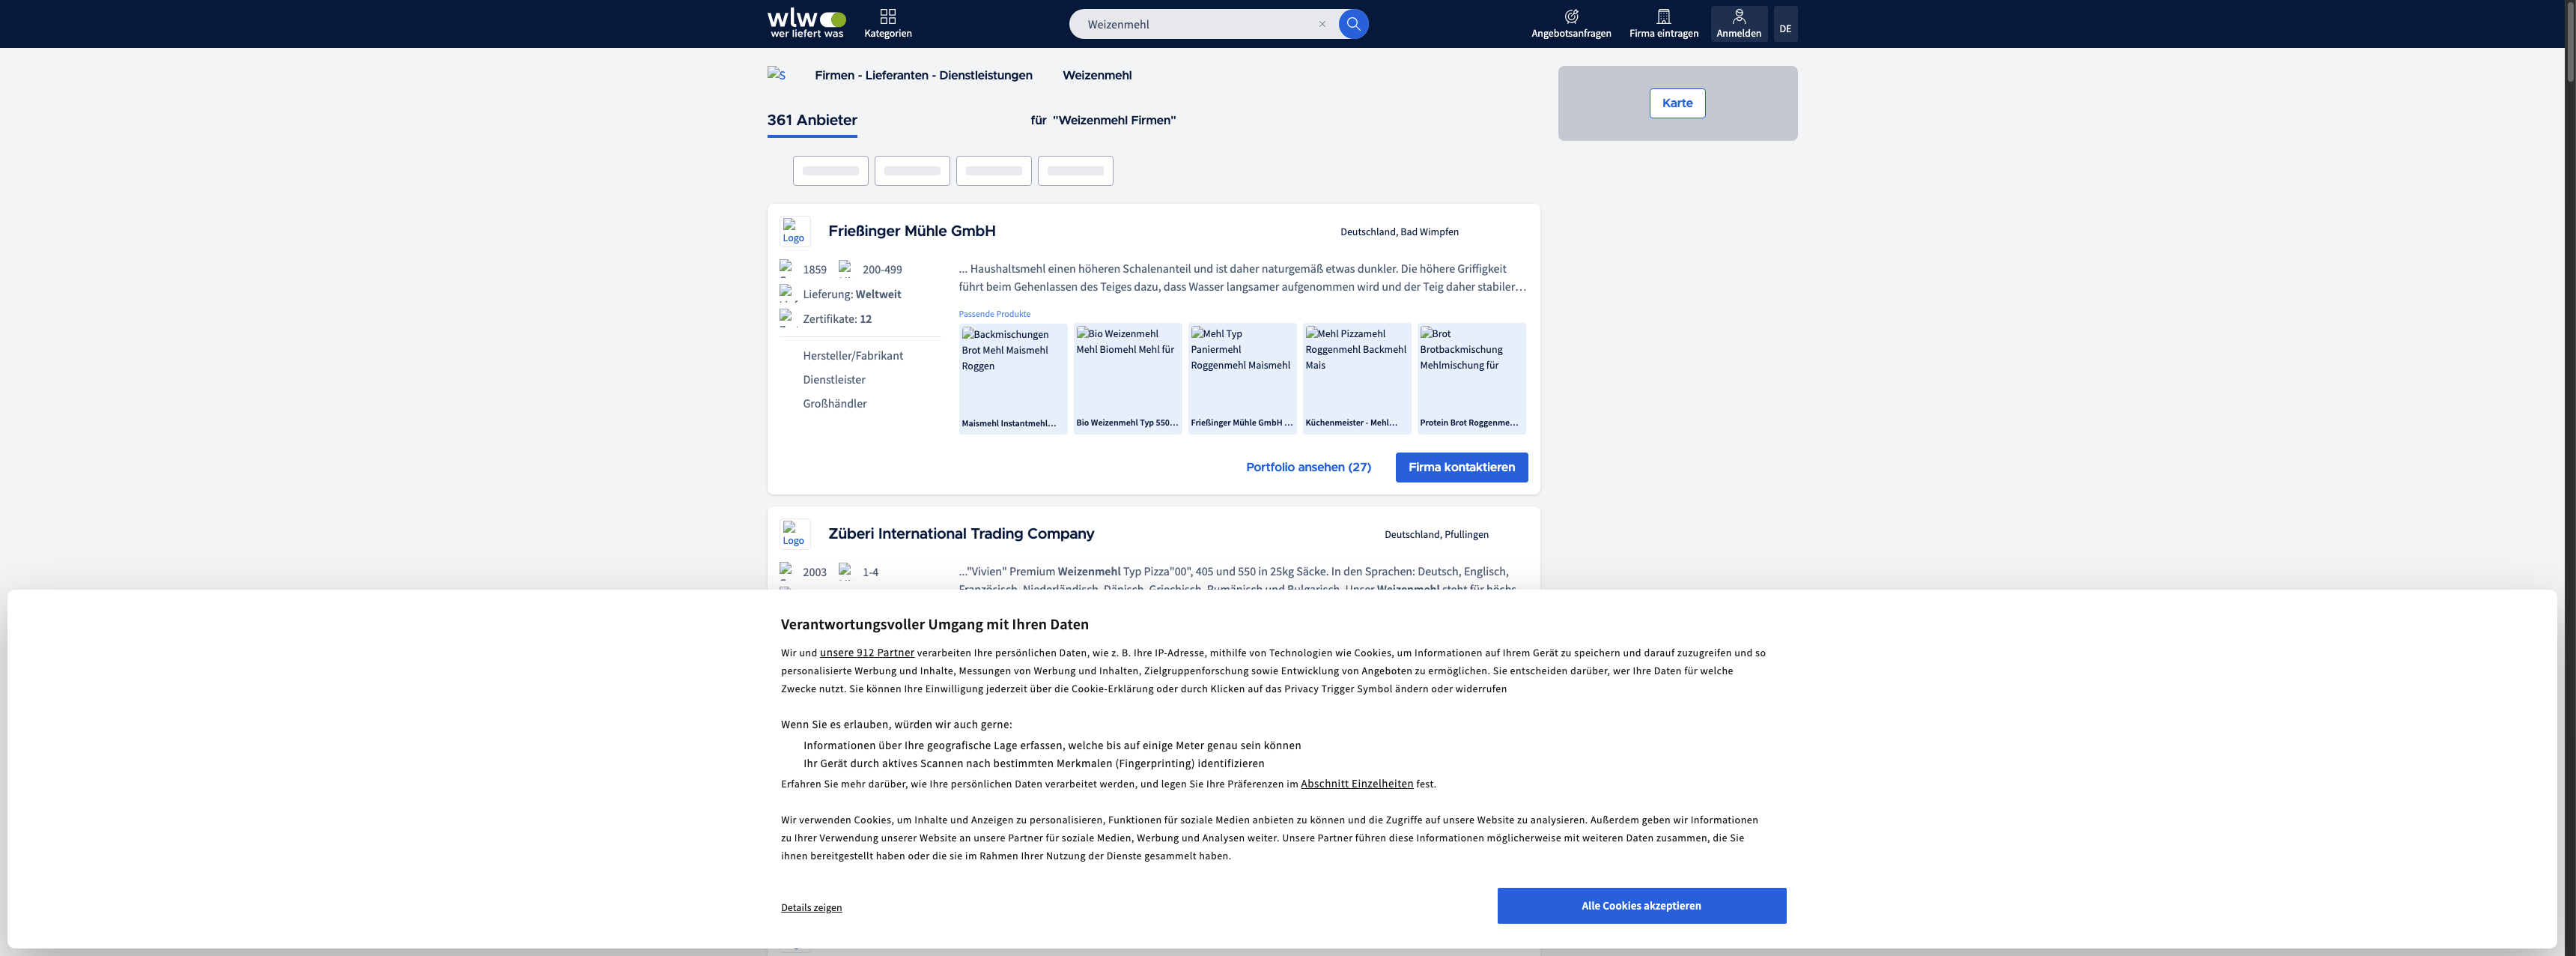 wlw
wer liefert was
Kategorien
Weizenmehl
Angebotsanfragen
Firma eintragen
Anmelden
DE
Firmen - Lieferanten - Dienstleistungen
Weizenmehl
Karte
361 Anbieter
für "Weizenmehl Firmen"
Logo
Frießinger Mühle GmbH
Deutschland, Bad Wimpfen
1859
200-499
Lieferung: Weltweit
Zertifikate: 12
Hersteller/Fabrikant
Dienstleister
Großhändler
... Haushaltsmehl einen höheren Schalenanteil und ist daher naturgemäß etwas dunkler. Die höhere Griffigkeit
führt beim Gehenlassen des Teiges dazu, dass Wasser langsamer aufgenommen wird und der Teig daher stabiler…
Passende Produkte
Backmischungen
Brot Mehl Maismehl
Roggen
Maismehl Instantmehl…
Bio Weizenmehl
Mehl Biomehl Mehl für
Bio Weizenmehl Typ 550…
Mehl Typ
Paniermehl
Roggenmehl Maismehl
Frießinger Mühle GmbH …
Mehl Pizzamehl
Roggenmehl Backmehl
Mais
Küchenmeister - Mehl…
Brot
Brotbackmischung
Mehlmischung für
Protein Brot Roggenme…
Portfolio ansehen (27)
Firma kontaktieren
Logo
Züberi International Trading Company
Deutschland, Pfullingen
2003
1-4
..."Vivien" Premium Weizenmehl Typ Pizza"00", 405 und 550 in 25kg Säcke. In den Sprachen: Deutsch, Englisch,
Französisch, Niederländisch, Dänisch, Griechisch, Rumänisch und Bulgarisch. Unser Weizenmehl steht für höchs…
Verantwortungsvoller Umgang mit Ihren Daten
Wir und unsere 912 Partner verarbeiten Ihre persönlichen Daten, wie z. B. Ihre IP-Adresse, mithilfe von Technologien wie Cookies, um Informationen auf Ihrem Gerät zu speichern und darauf zuzugreifen und so
personalisierte Werbung und Inhalte, Messungen von Werbung und Inhalten, Zielgruppenforschung sowie Entwicklung von Angeboten zu ermöglichen. Sie entscheiden darüber, wer Ihre Daten für welche
Zwecke nutzt. Sie können Ihre Einwilligung jederzeit über die Cookie-Erklärung oder durch Klicken auf das Privacy Trigger Symbol ändern oder widerrufen
Wenn Sie es erlauben, würden wir auch gerne:
Informationen über Ihre geografische Lage erfassen, welche bis auf einige Meter genau sein können
Ihr Gerät durch aktives Scannen nach bestimmten Merkmalen (Fingerprinting) identifizieren
Erfahren Sie mehr darüber, wie Ihre persönlichen Daten verarbeitet werden, und legen Sie Ihre Präferenzen im Abschnitt Einzelheiten fest.
Wir verwenden Cookies, um Inhalte und Anzeigen zu personalisieren, Funktionen für soziale Medien anbieten zu können und die Zugriffe auf unsere Website zu analysieren. Außerdem geben wir Informationen
zu Ihrer Verwendung unserer Website an unsere Partner für soziale Medien, Werbung und Analysen weiter. Unsere Partner führen diese Informationen möglicherweise mit weiteren Daten zusammen, die Sie
ihnen bereitgestellt haben oder die sie im Rahmen Ihrer Nutzung der Dienste gesammelt haben.
Details zeigen
Alle Cookies akzeptieren